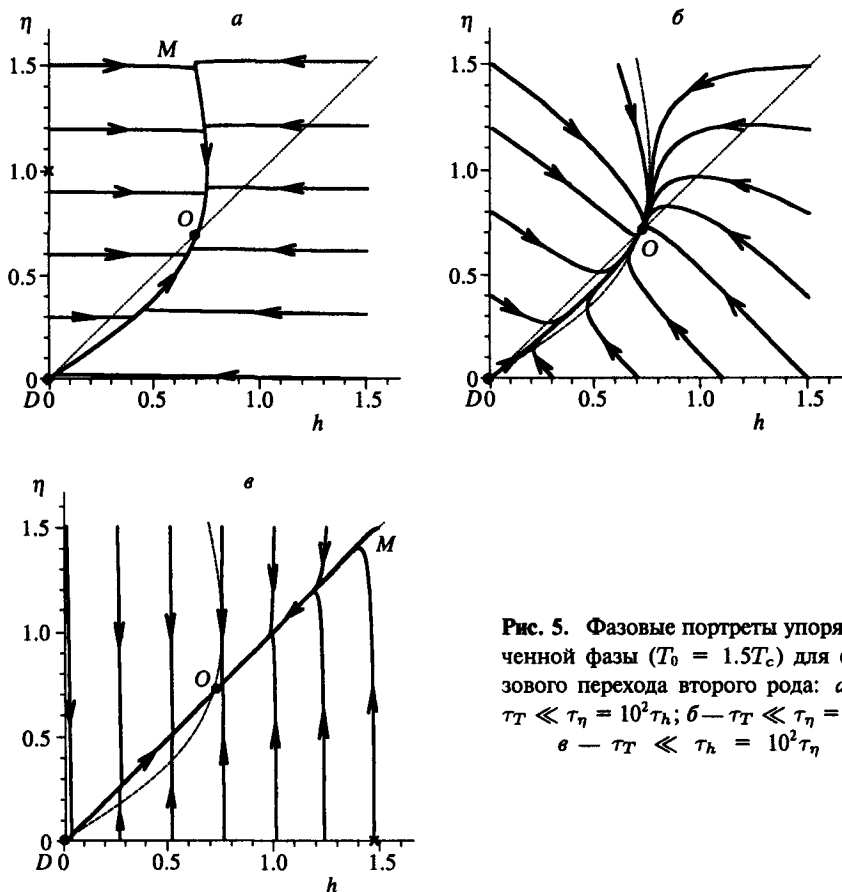 η
а
M
1.5
1.0
O
0.5
0
D 0
0.5
1.0
1.5
h
η
б
1.5
1.0
O
0.5
0
D 0
0.5
1.0
1.5
h
η
в
1.5
M
1.0
O
0.5
0
D 0
0.5
1.0
1.5
h
Рис. 5. Фазовые портреты упоря
ченной фазы (T₀ = 1.5T_c) для
зового перехода второго рода: а
τ_T ≪ τ_η = 10²τ_h; б — τ_T ≪ τ_η =
в — τ_T ≪ τ_h = 10²τ_η